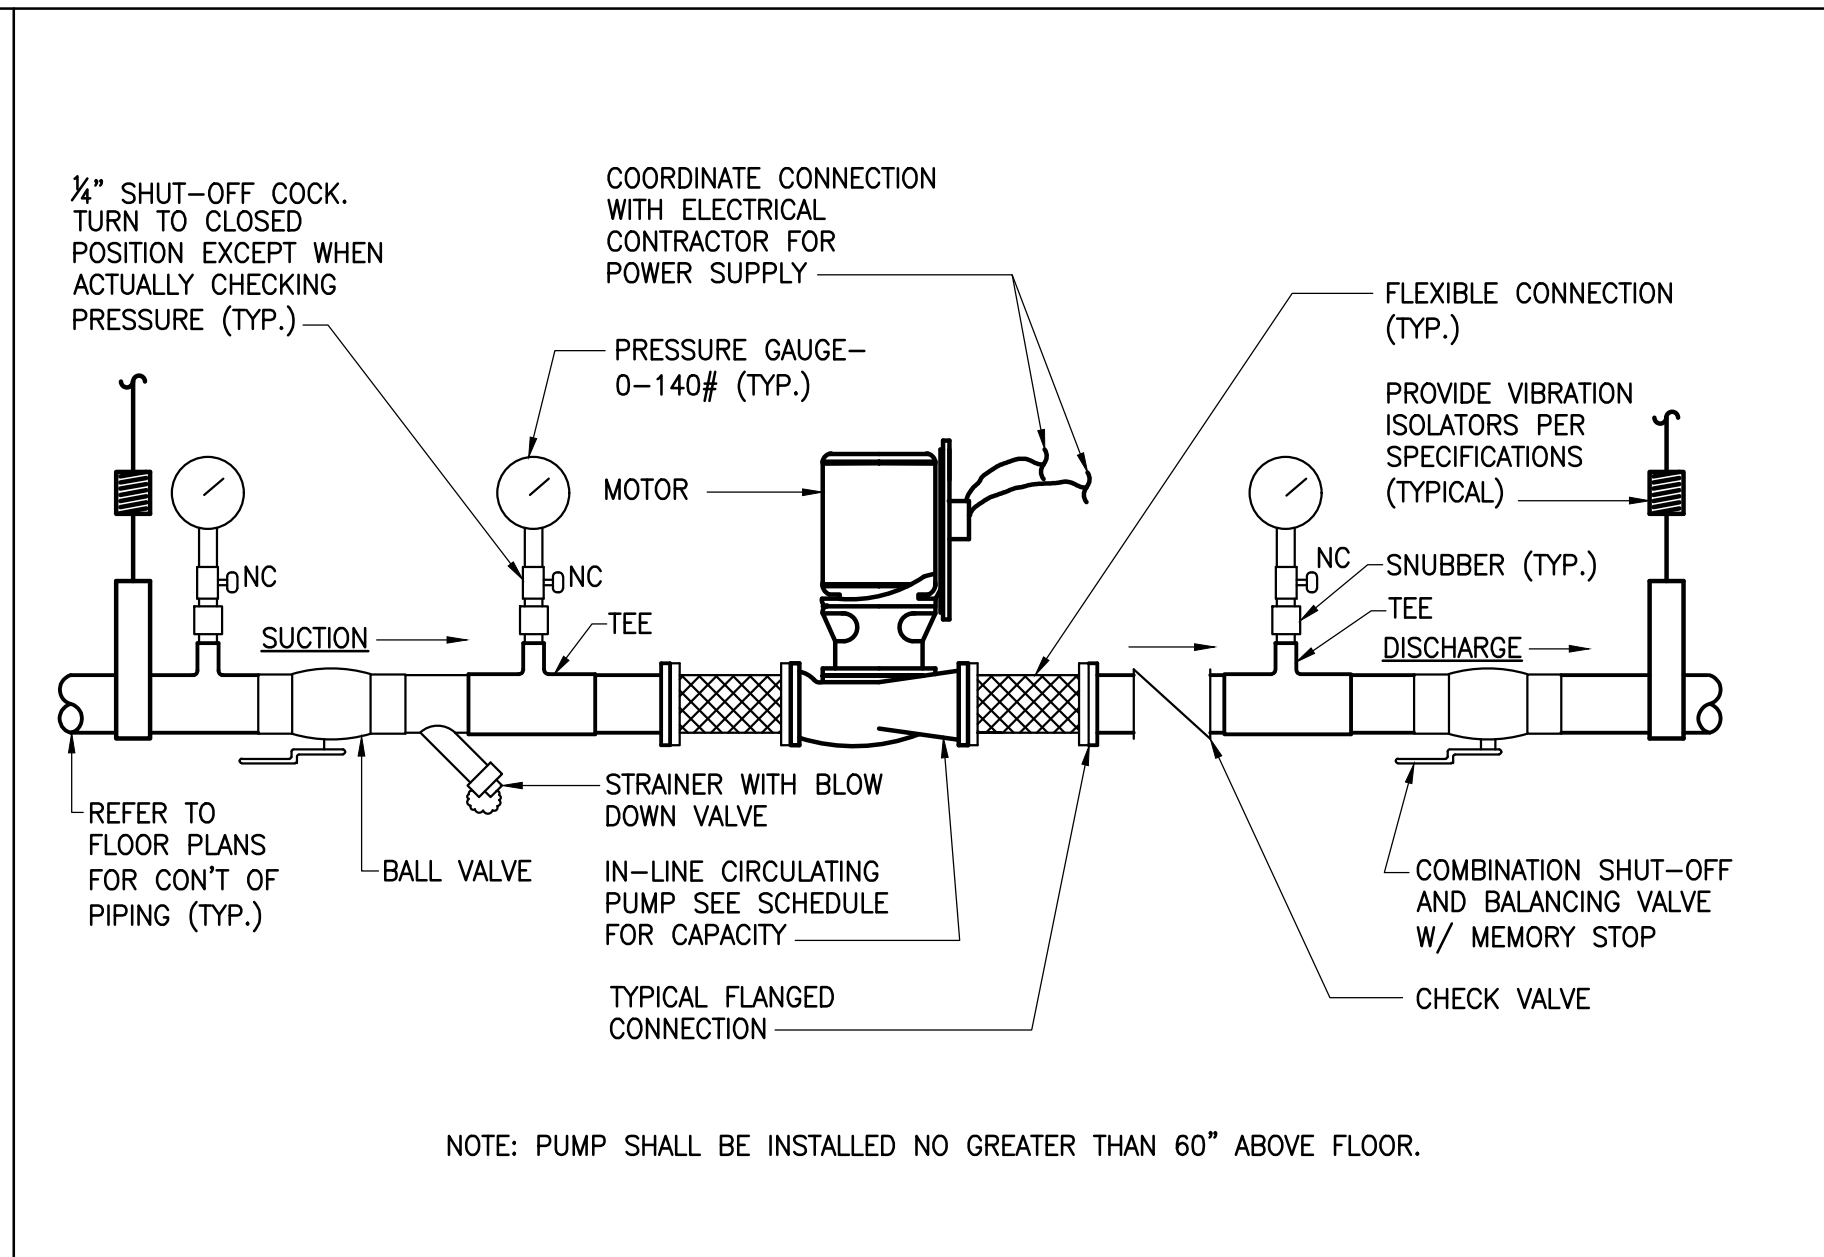 ¼" SHUT-OFF COCK.
TURN TO CLOSED
POSITION EXCEPT WHEN
ACTUALLY CHECKING
PRESSURE (TYP.)
COORDINATE CONNECTION
WITH ELECTRICAL
CONTRACTOR FOR
POWER SUPPLY
PRESSURE GAUGE-
0-140# (TYP.)
FLEXIBLE CONNECTION
(TYP.)
PROVIDE VIBRATION
ISOLATORS PER
SPECIFICATIONS
(TYPICAL)
MOTOR
NC
NC
NC
SNUBBER (TYP.)
TEE
TEE
SUCTION
DISCHARGE
REFER TO
FLOOR PLANS
FOR CON'T OF
PIPING (TYP.)
BALL VALVE
STRAINER WITH BLOW
DOWN VALVE
IN-LINE CIRCULATING
PUMP SEE SCHEDULE
FOR CAPACITY
TYPICAL FLANGED
CONNECTION
COMBINATION SHUT-OFF
AND BALANCING VALVE
W/ MEMORY STOP
CHECK VALVE
NOTE: PUMP SHALL BE INSTALLED NO GREATER THAN 60" ABOVE FLOOR.